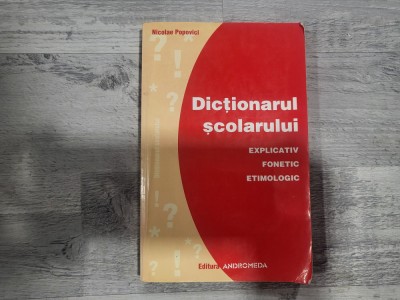 Nicolae Popovici
Dicționarul
școlarului
EXPLICATIV
FONETIC
ETIMOLOGIC
Editura ANDROMEDA